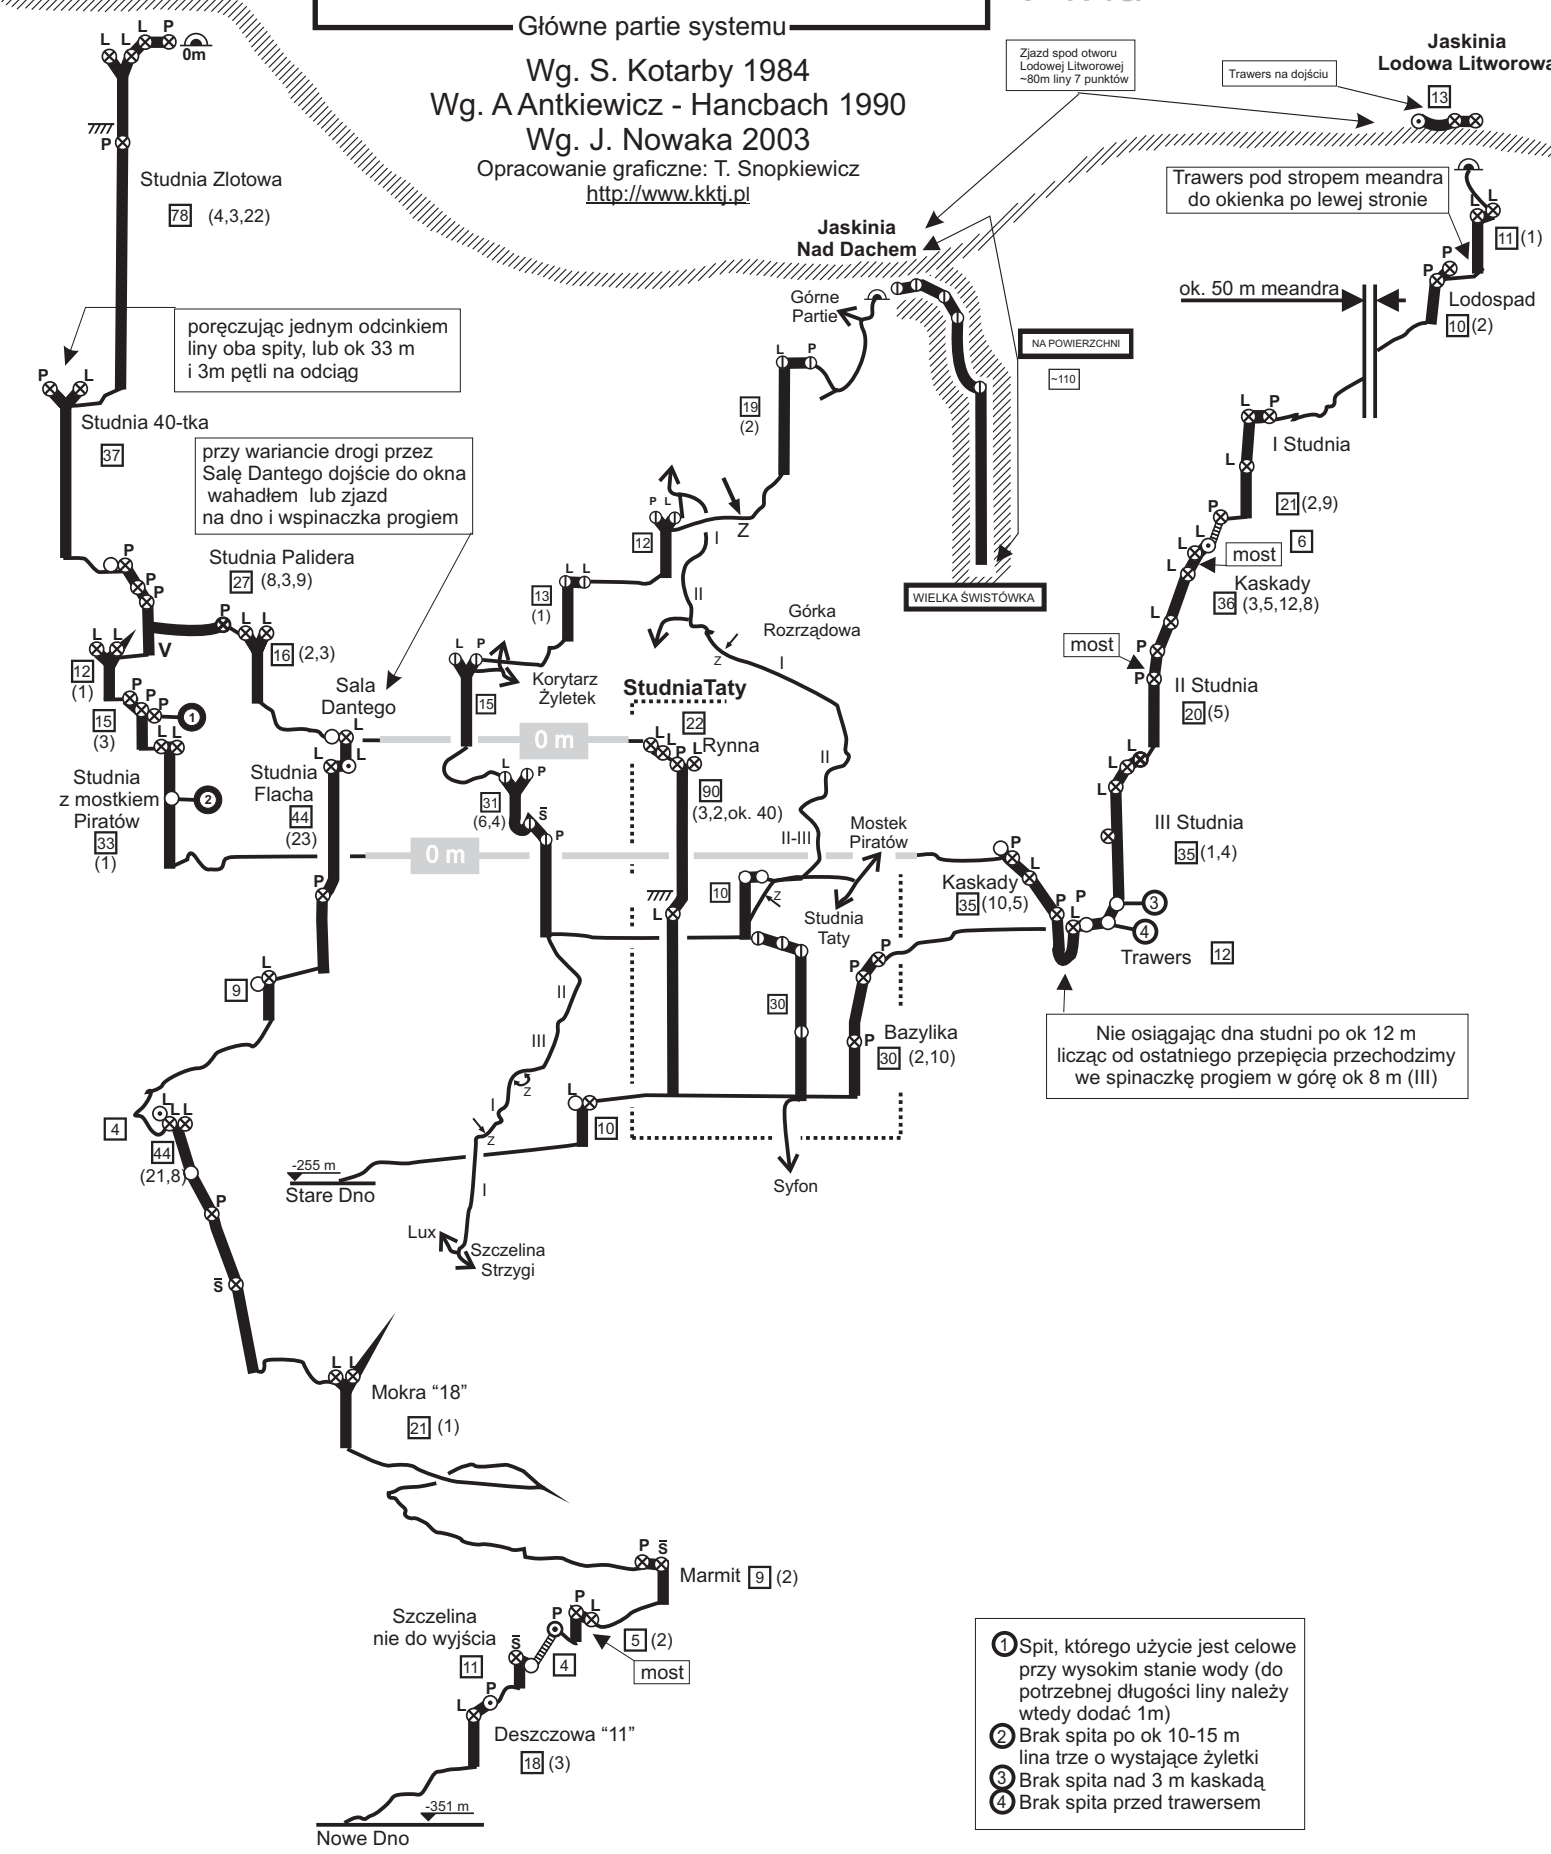 Główne partie systemu
Wg. S. Kotarby 1984
Wg. A Antkiewicz - Hancbach 1990
Wg. J. Nowaka 2003
Opracowanie graficzne: T. Snopkiewicz
http://www.kktj.pl
Zjazd spod otworu
Lodowej Litworowej
~80m liny 7 punktów
Trawers na dojściu
Jaskinia
Lodowa Litworowa
13
L L L P
0m
P
Studnia Zlotowa
78 (4,3,22)
Trawers pod stropem meandra
do okienka po lewej stronie
L L
11 (1)
P P
ok. 50 m meandra
Lodospad
10 (2)
Jaskinia
Nad Dachem
Górne
Partie
NA POWIERZCHNI
~110
WIELKA ŚWISTÓWKA
poręczując jednym odcinkiem
liny oba spity, lub ok 33 m
i 3m pętli na odciąg
P L
Studnia 40-tka
37
przy wariancie drogi przez
Salę Dantego dojście do okna
wahadłem lub zjazd
na dno i wspinaczka progiem
L P
19
(2)
P L
12
I
Z
II
L L
13
(1)
L P
15
Korytarz
Żyletek
Górka
Rozrządowa
Z
I
II
II-III
L P
I Studnia
L
21 (2,9)
P
6
L
L
most
L
Kaskady
36 (3,5,12,8)
L
most
P
P
II Studnia
20 (5)
L
L
L
III Studnia
35 (1,4)
P
P
P
Studnia Palidera
27 (8,3,9)
P
L L
16 (2,3)
V
L L
12
(1)
P
P
P
1
15
(3)
L L
Studnia
z mostkiem
Piratów
33
(1)
2
Sala
Dantego
L
L L
Studnia
Flacha
44
(23)
0 m
0 m
L P
31
(6,4)
S
P
StudniaTaty
22
L
L
P L
Rynna
90
(3,2,ok. 40)
L
10
Z
Mostek
Piratów
Studnia
Taty
30
P
P
P
Bazylika
30 (2,10)
P
L
Kaskady
35 (10,5)
P
L P
3
4
Trawers 12
Nie osiągając dna studni po ok 12 m
licząc od ostatniego przepięcia przechodzimy
we spinaczkę progiem w górę ok 8 m (III)
P
L
9
II
III
Z
I
Z
I
L
10
-255 m
Stare Dno
Syfon
Lux
Szczelina
Strzygi
L
L L
4
44
(21,8)
P
S
L L
Mokra “18”
21 (1)
P S
Marmit 9 (2)
P
L
5 (2)
most
P
4
Szczelina
nie do wyjścia
S
11
P
L
Deszczowa “11”
18 (3)
-351 m
Nowe Dno
1 Spit, którego użycie jest celowe
przy wysokim stanie wody (do
potrzebnej długości liny należy
wtedy dodać 1m)
2 Brak spita po ok 10-15 m
lina trze o wystające żyletki
3 Brak spita nad 3 m kaskadą
4 Brak spita przed trawersem